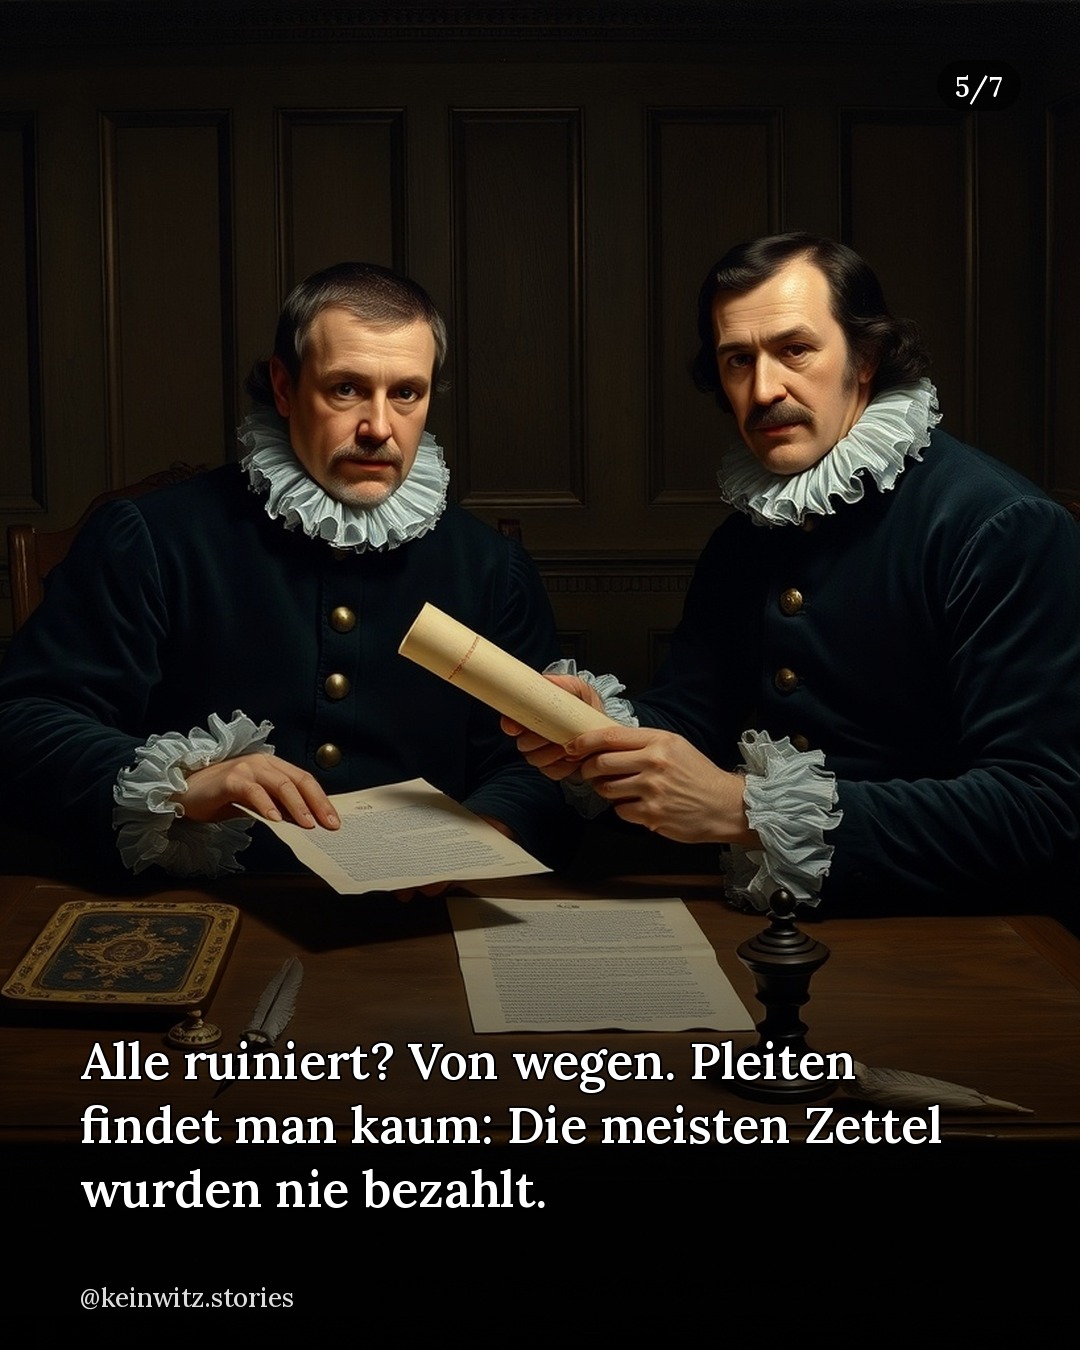 5/7
Alle ruiniert? Von wegen. Pleiten
findet man kaum: Die meisten Zettel
wurden nie bezahlt.
@keinwitz.stories